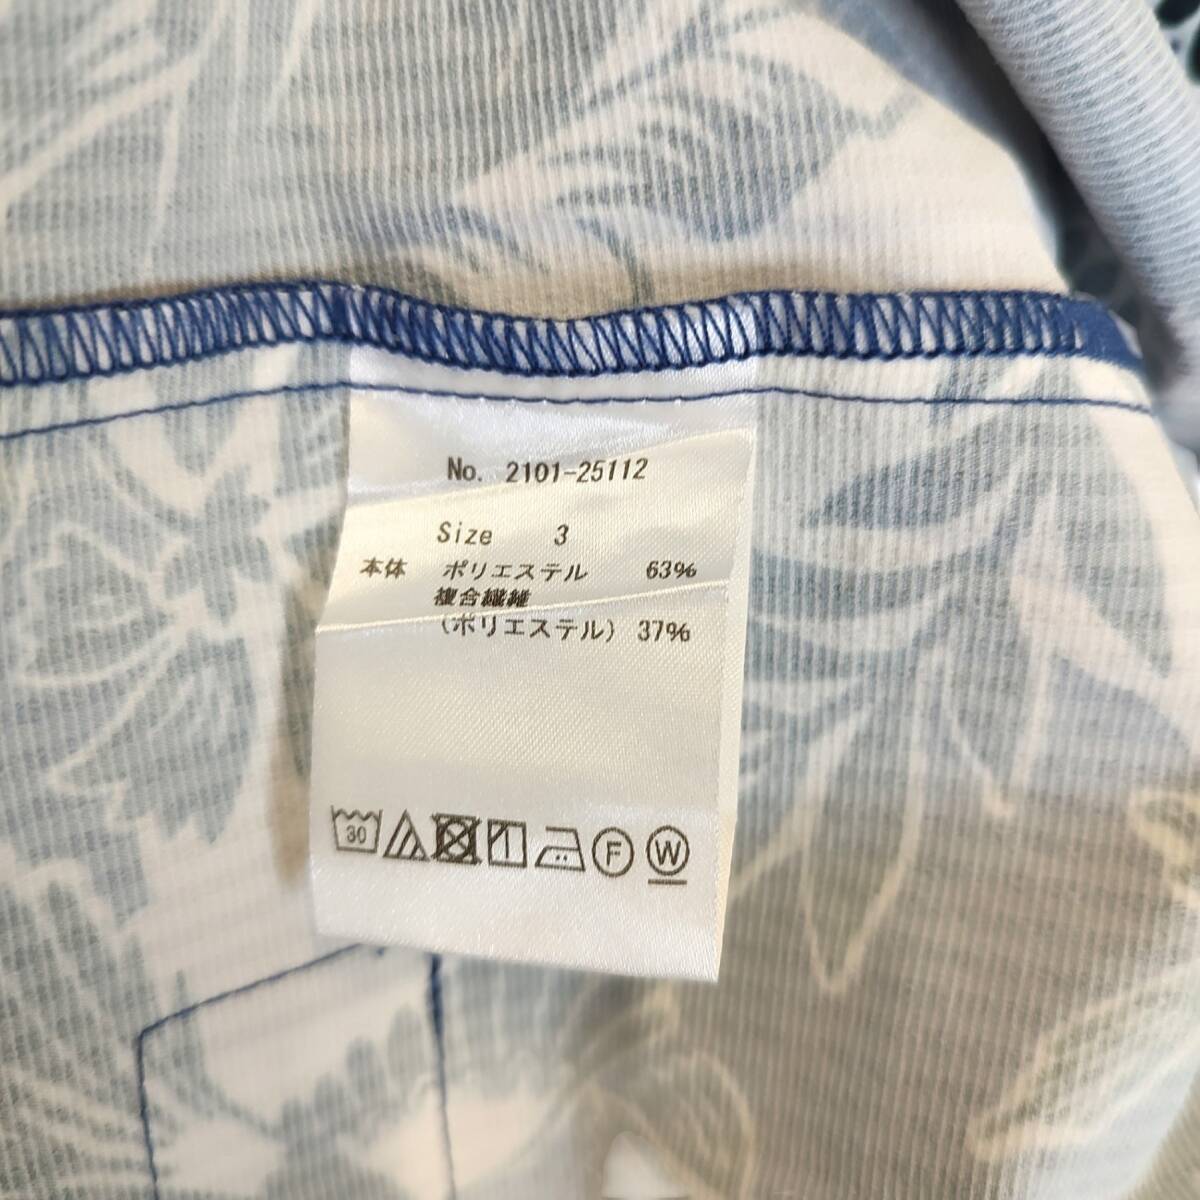 No. 2101-25112
Size 3
本体 ポリエステル 63%
複合繊維
(ポリエステル) 37%
30 F W